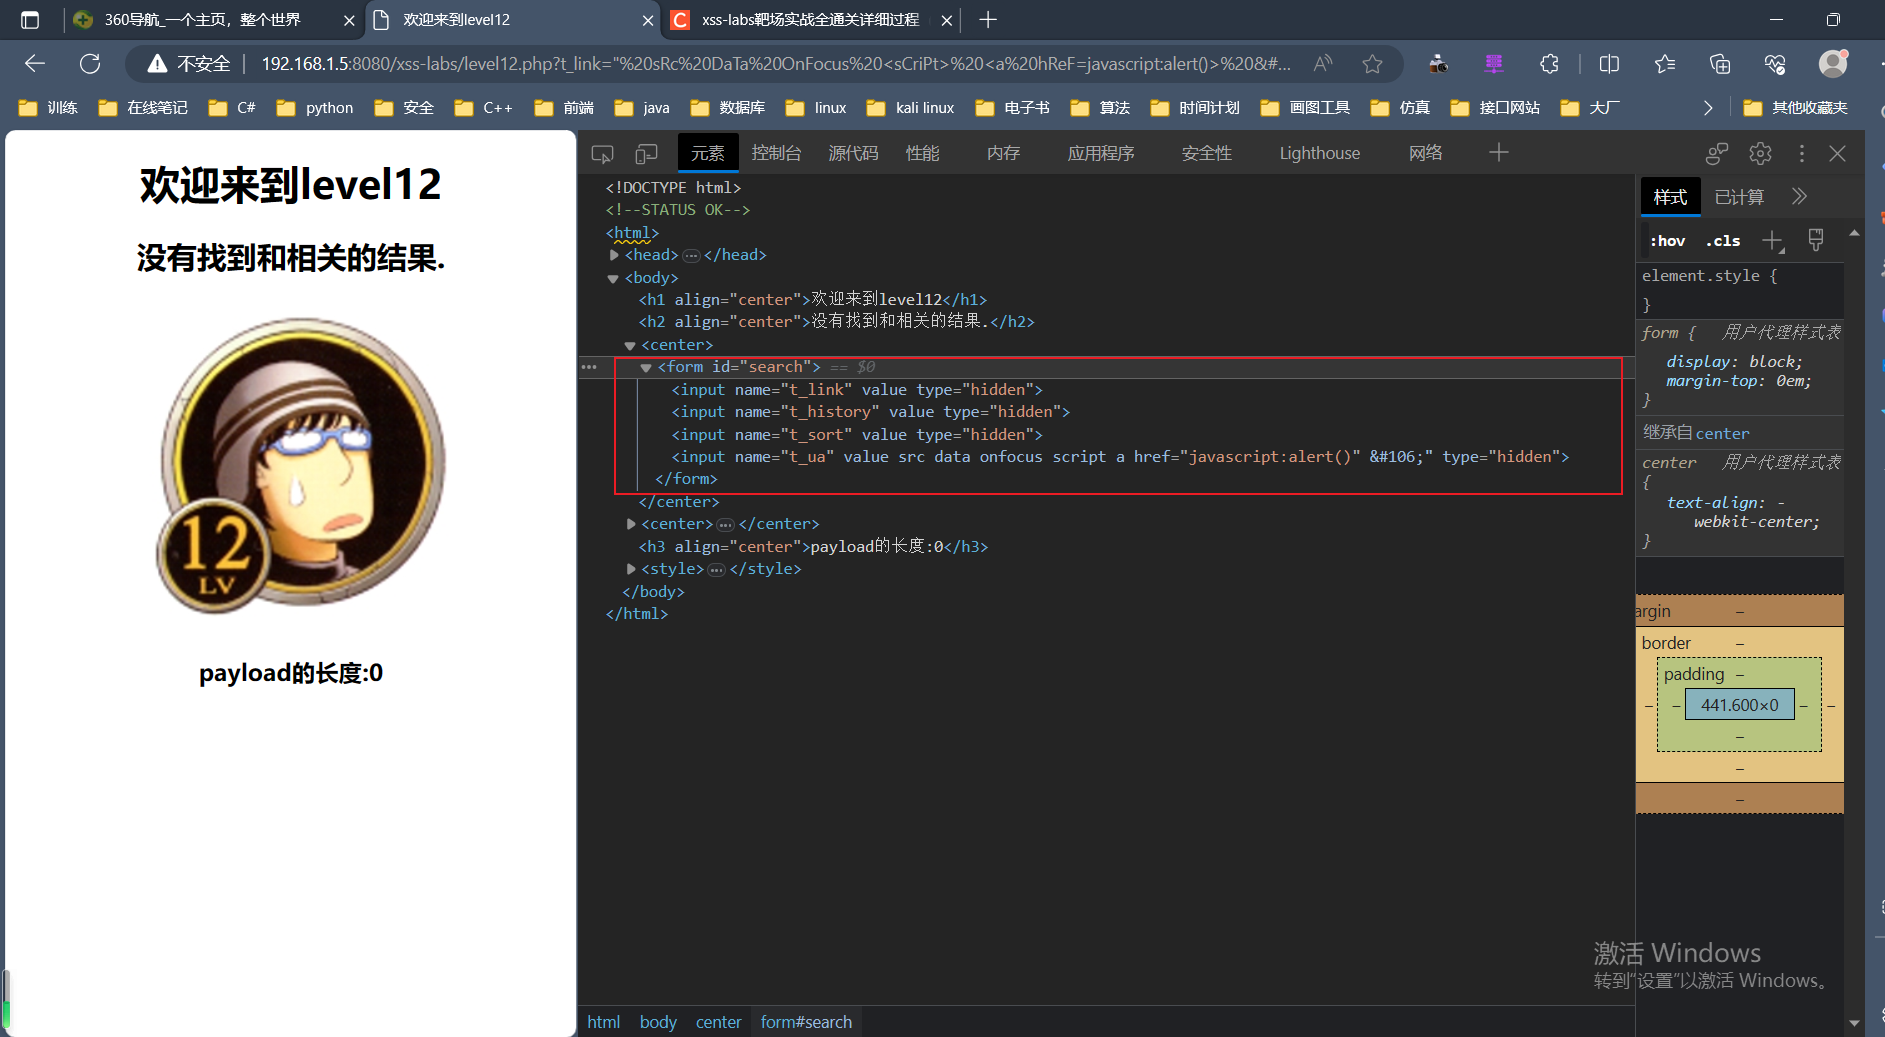 360导航_一个主页，整个世界
欢迎来到level12
xss-labs靶场实战全通关详细过程
不安全
192.168.1.5:8080/xss-labs/level12.php?t_link="%20sRc%20DaTa%20OnFocus%20<sCriPt>%20<a%20hReF=javascript:alert()>%20&#...
训练
在线笔记
C#
python
安全
C++
前端
java
数据库
linux
kali linux
电子书
算法
时间计划
画图工具
仿真
接口网站
大厂
其他收藏夹
欢迎来到level12
没有找到和相关的结果.
12
LV
payload的长度:0
元素
控制台
源代码
性能
内存
应用程序
安全性
Lighthouse
网络
<!DOCTYPE html>
<!--STATUS OK-->
<html>
<head>…</head>
<body>
<h1 align="center">欢迎来到level12</h1>
<h2 align="center">没有找到和相关的结果.</h2>
<center>
<form id="search"> == $0
<input name="t_link" value type="hidden">
<input name="t_history" value type="hidden">
<input name="t_sort" value type="hidden">
<input name="t_ua" value src data onfocus script a href="javascript:alert()" &#106;" type="hidden">
</form>
</center>
<center>…</center>
<h3 align="center">payload的长度:0</h3>
<style>…</style>
</body>
</html>
html
body
center
form#search
样式
已计算
:hov
.cls
element.style {
}
form {
用户代理样式表
display: block;
margin-top: 0em;
}
继承自center
center
用户代理样式表
{
text-align: -
webkit-center;
}
argin
–
border
–
padding
–
–
–
441.600×0
–
–
–
–
–
激活 Windows
转到"设置"以激活 Windows。